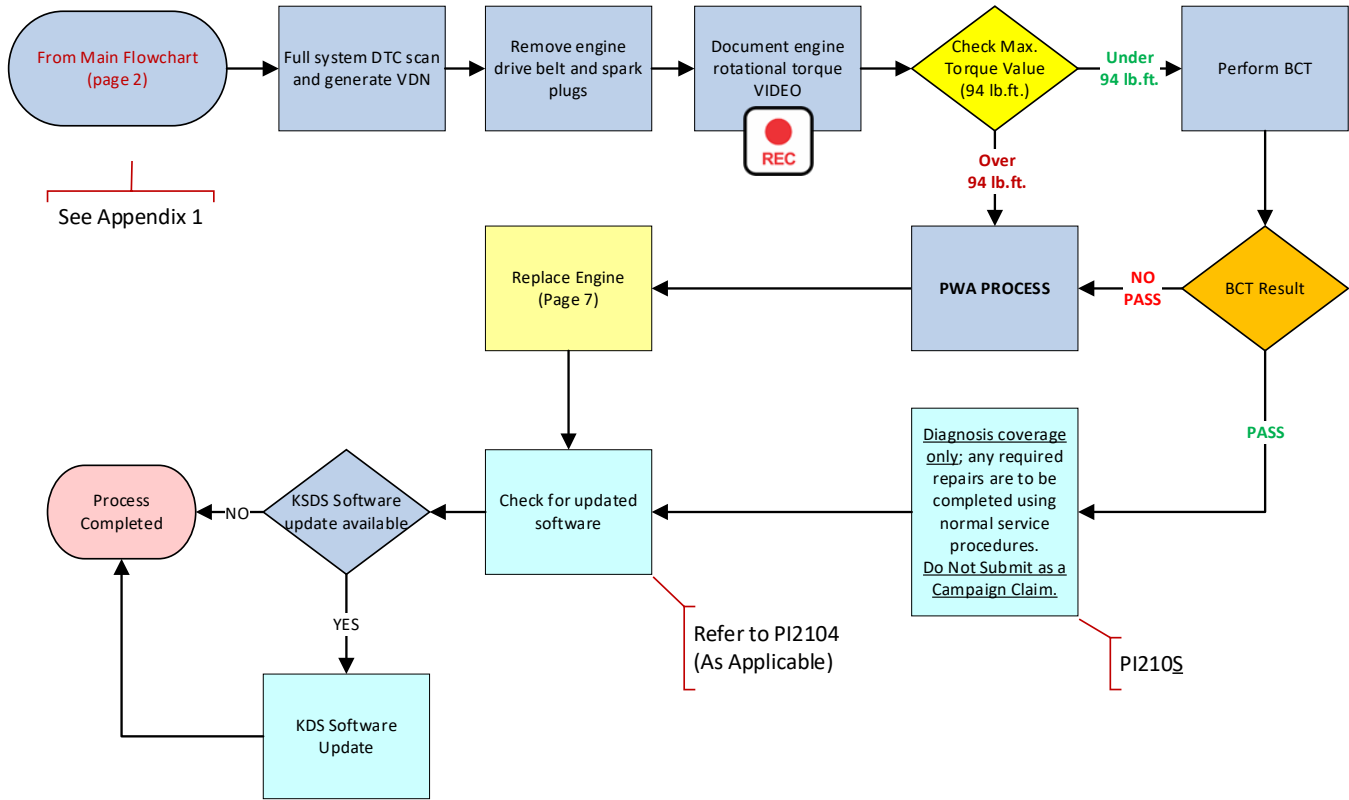 From Main Flowchart
(page 2)
Full system DTC scan
and generate VDN
Remove engine
drive belt and spark
plugs
Document engine
rotational torque
VIDEO
REC
Check Max.
Torque Value
(94 lb.ft.)
Under
94 lb.ft.
Perform BCT
Over
94 lb.ft.
See Appendix 1
Replace Engine
(Page 7)
PWA PROCESS
NO
PASS
BCT Result
PASS
Diagnosis coverage
only; any required
repairs are to be
completed using
normal service
procedures.
Do Not Submit as a
Campaign Claim.
Check for updated
software
KSDS Software
update available
NO
Process
Completed
YES
Refer to PI2104
(As Applicable)
PI210S
KDS Software
Update